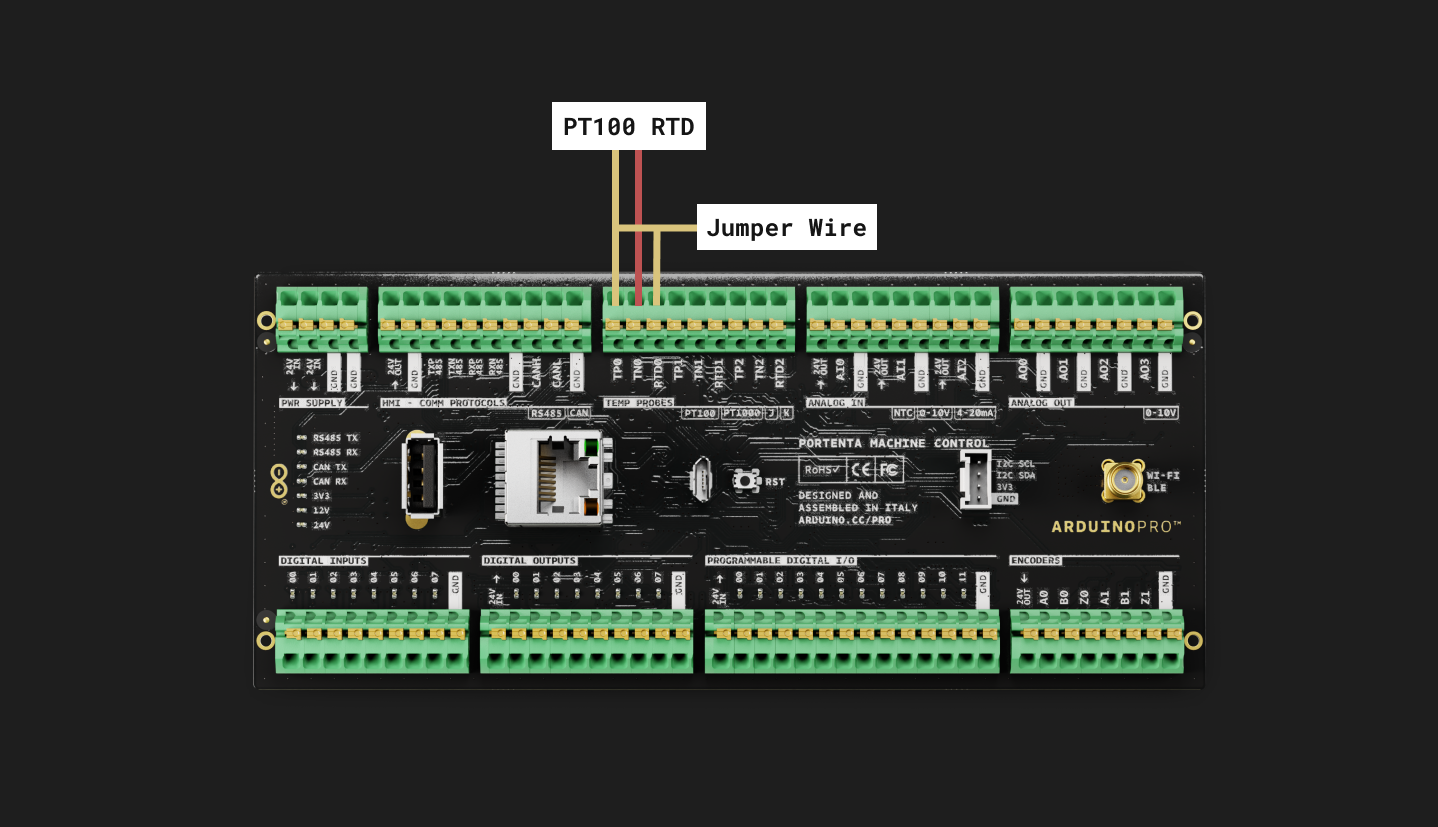 PT100 RTD
Jumper Wire
24V IN
24V IN
GND
GND
24V OUT
GND
TXP 485
TXN 485
RXP 485
RXN 485
GND
CANH
CANL
GND
TP0
TN0
RTD0
TP1
TN1
RTD1
TP2
TN2
RTD2
24V OUT
AI0
GND
24V OUT
AI1
GND
24V OUT
AI2
GND
AO0
GND
AO1
GND
AO2
GND
AO3
GND
PWR SUPPLY
HMI - COMM PROTOCOLS
TEMP PROBES
ANALOG IN
ANALOG OUT
RS485 CAN
PT100 PT1000 J K
NTC 0-10V 4-20mA
0-10V
RS485 TX
RS485 RX
CAN TX
CAN RX
3V3
12V
24V
RST
PORTENTA MACHINE CONTROL
RoHS✓ CE FC
DESIGNED AND
ASSEMBLED IN ITALY
ARDUINO.CC/PRO
I2C SCL
I2C SDA
3V3
GND
WI-FI
BLE
ARDUINOPRO™
DIGITAL INPUTS
DIGITAL OUTPUTS
PROGRAMMABLE DIGITAL I/O
ENCODERS
00 01 02 03 04 05 06 07 GND
24V IN 00 01 02 03 04 05 06 07 GND
24V IN 00 01 02 03 04 05 06 07 08 09 10 11 GND
24V OUT A0 B0 Z0 A1 B1 Z1 GND